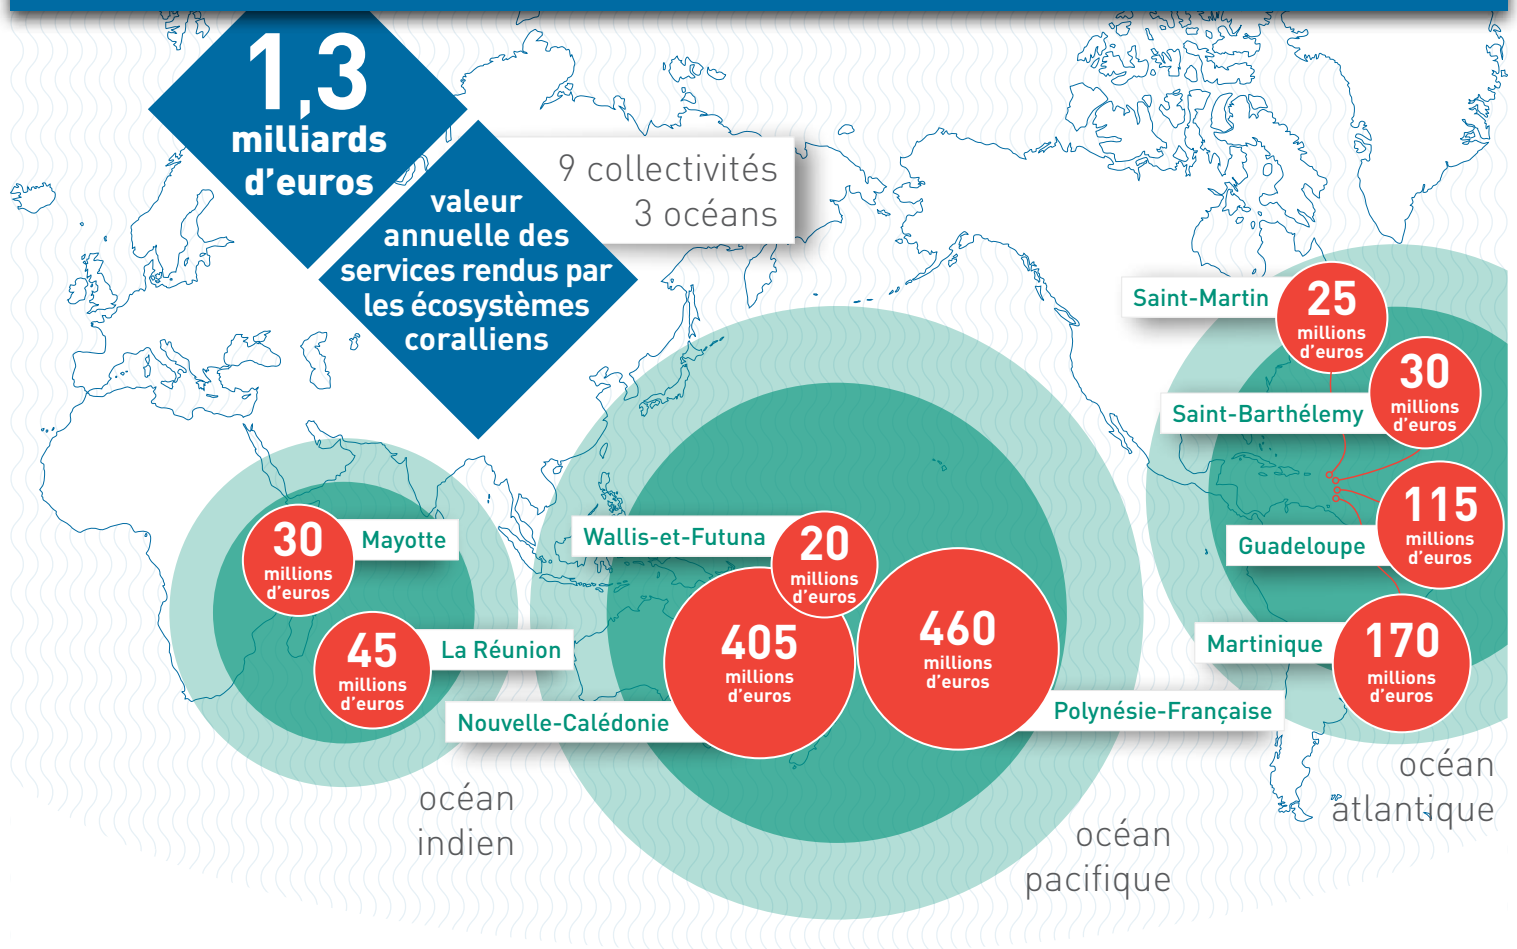 1,3
milliards
d'euros
valeur
annuelle des
services rendus par
les écosystèmes
coralliens
9 collectivités
3 océans
30
millions
d'euros
Mayotte
45
millions
d'euros
La Réunion
océan
indien
Wallis-et-Futuna
20
millions
d'euros
405
millions
d'euros
Nouvelle-Calédonie
460
millions
d'euros
Polynésie-Française
océan
pacifique
Saint-Martin
25
millions
d'euros
Saint-Barthélemy
30
millions
d'euros
Guadeloupe
115
millions
d'euros
Martinique
170
millions
d'euros
océan
atlantique